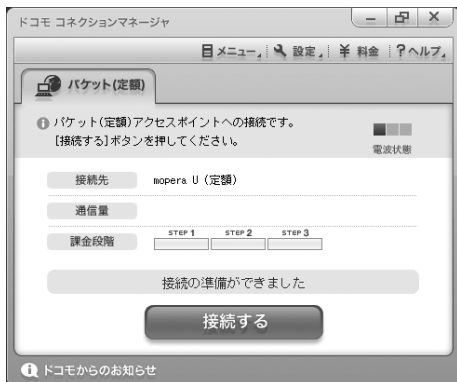 ドコモ コネクションマネージャ
メニュー 設定 ¥ 料金 ? ヘルプ
パケット(定額)
パケット(定額)アクセスポイントへの接続です。
[接続する]ボタンを押してください。
電波状態
接続先 mopera U (定額)
通信量
課金段階 STEP 1 STEP 2 STEP 3
接続の準備ができました
接続する
ドコモからのお知らせ